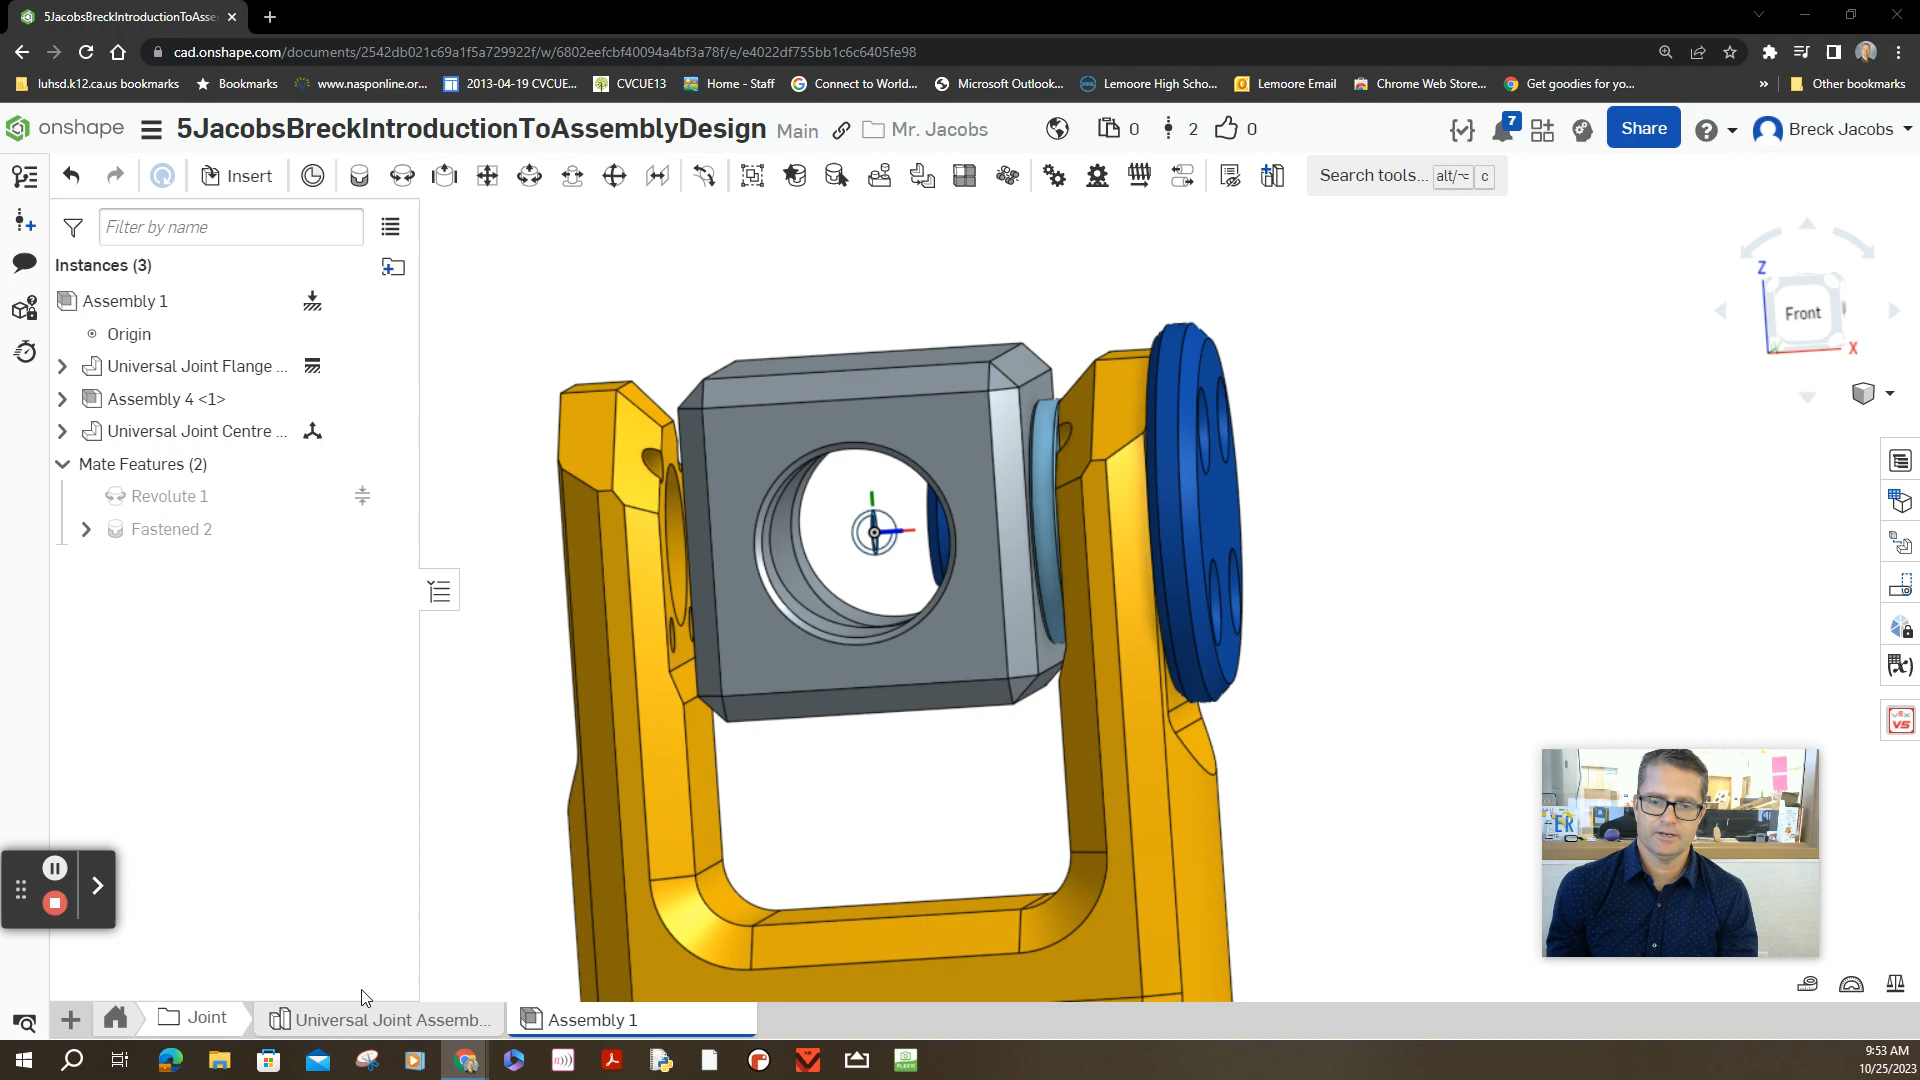 5JacobsBreckIntroductionToAsse
cad.onshape.com/documents/2542db021c69a1f5a729922f/w/6802eefcbf40094a4bf3a78f/e/e4022df755bb1c6c6405fe98
luhsd.k12.ca.us bookmarks Bookmarks www.nasponline.or... 2013-04-19 CVCUE... CVCUE13 Home - Staff Connect to World... Microsoft Outlook... Lemoore High Scho... Lemoore Email Chrome Web Store... Get goodies for yo... » Other bookmarks
onshape 5JacobsBreckIntroductionToAssemblyDesign Main Mr. Jacobs 0 2 0 7 Share Breck Jacobs
Insert Search tools... alt/⌥ c
Filter by name
Instances (3)
Assembly 1
Origin
Universal Joint Flange ...
Assembly 4 <1>
Universal Joint Centre ...
Mate Features (2)
Revolute 1
Fastened 2
Z
Front
X
VEX
V5
ER
Joint Universal Joint Assemb... Assembly 1
9:53 AM
10/25/2023